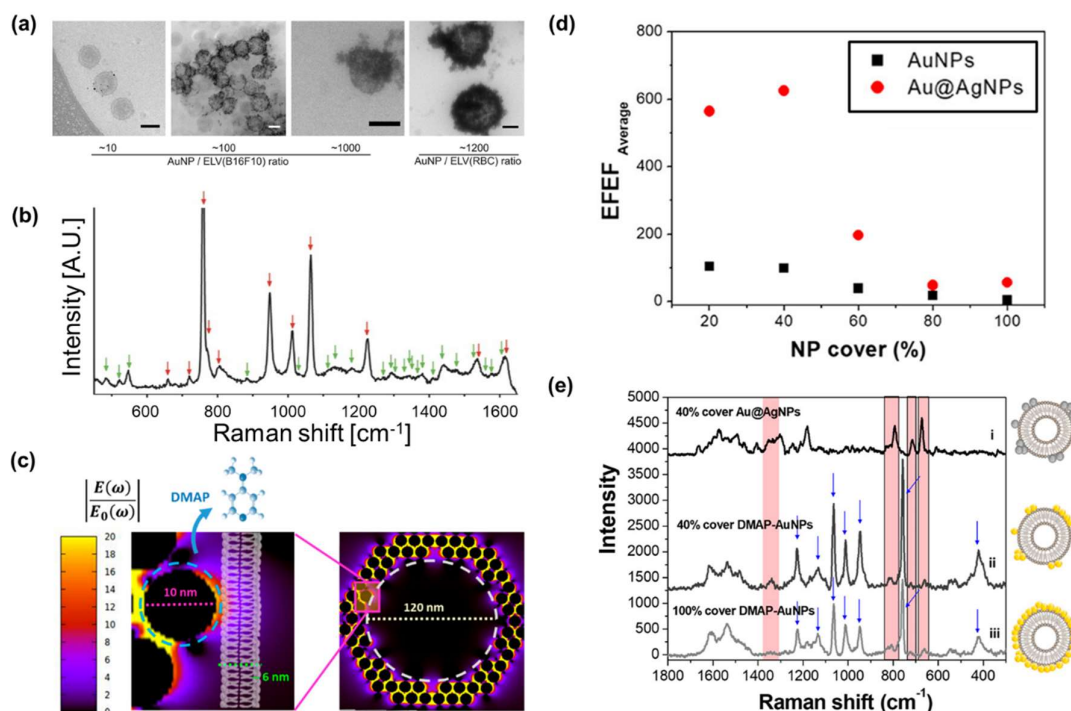 (a)
~10
~100
~1000
~1200
AuNP / ELV(B16F10) ratio
AuNP / ELV(RBC) ratio
(b)
Intensity [A.U.]
600
800
1000
1200
1400
1600
Raman shift [cm⁻¹]
(c)
|E(ω)/E₀(ω)|
DMAP
20
18
16
14
12
10
8
6
4
2
0
10 nm
6 nm
120 nm
(d)
EFEF Average
800
600
400
200
0
AuNPs
Au@AgNPs
20
40
60
80
100
NP cover (%)
(e)
Intensity
5000
4500
4000
3500
3000
2500
2000
1500
1000
500
0
40% cover Au@AgNPs
i
40% cover DMAP-AuNPs
ii
100% cover DMAP-AuNPs
iii
1800
1600
1400
1200
1000
800
600
400
Raman shift (cm⁻¹)